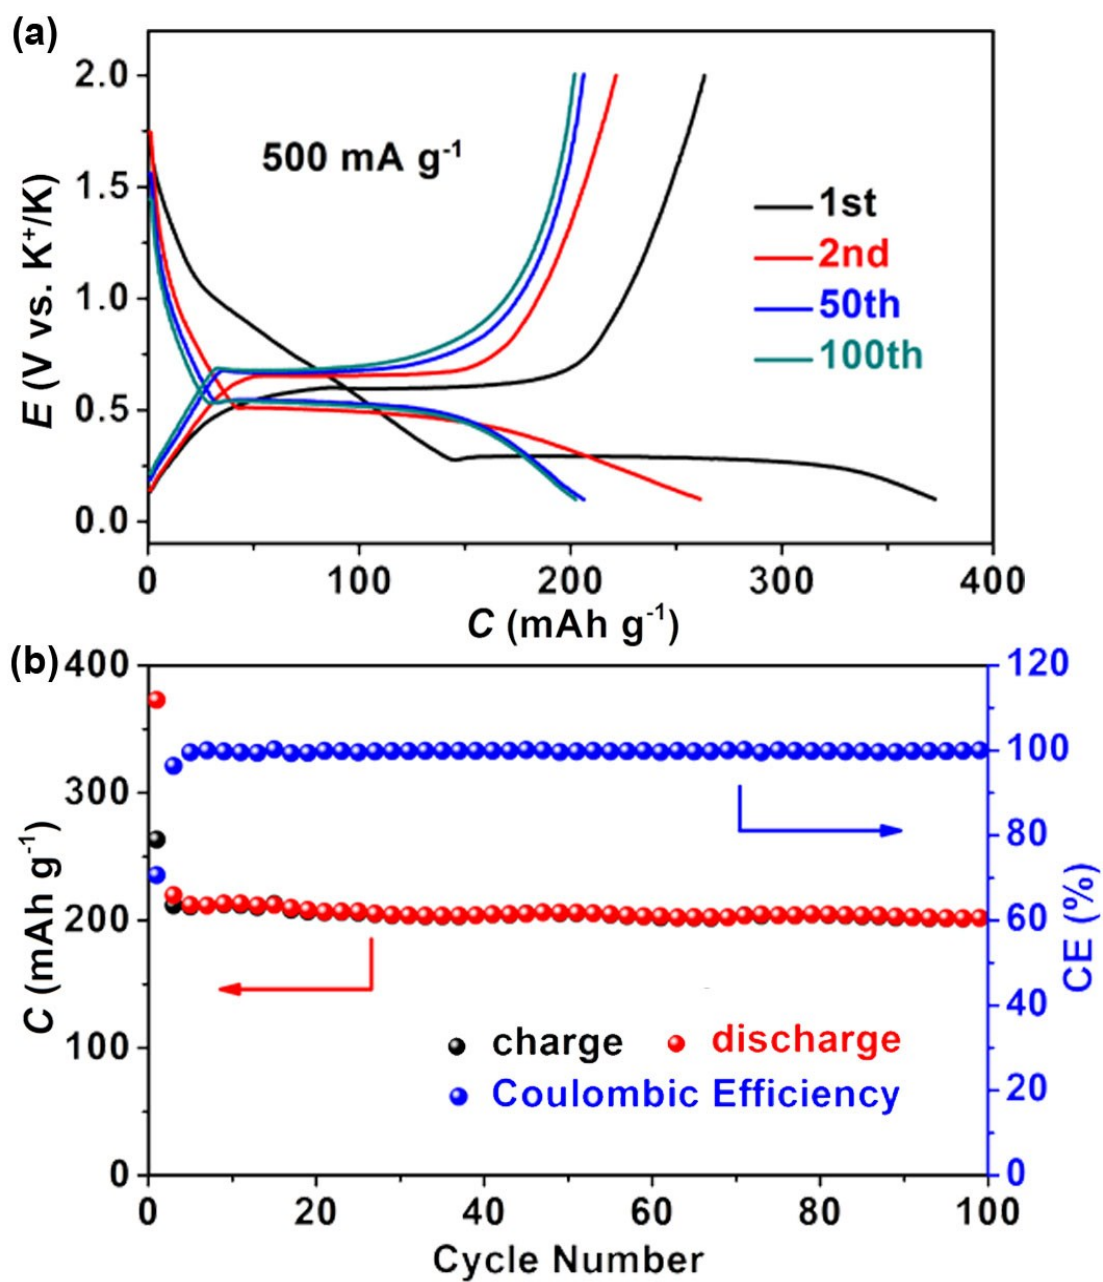 (a)
2.0
1.5
1.0
0.5
0.0
E (V vs. K⁺/K)
500 mA g⁻¹
1st
2nd
50th
100th
0 100 200 300 400
C (mAh g⁻¹)
(b)
400
300
200
100
0
C (mAh g⁻¹)
120
100
80
60
40
20
0
CE (%)
charge discharge
Coulombic Efficiency
0 20 40 60 80 100
Cycle Number